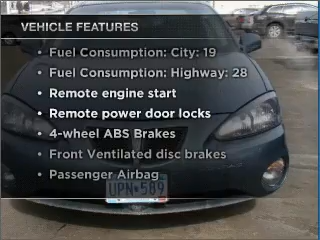 VEHICLE FEATURES
• Fuel Consumption: City: 19
• Fuel Consumption: Highway: 28
• Remote engine start
• Remote power door locks
• 4-wheel ABS Brakes
• Front Ventilated disc brakes
• Passenger Airbag
UPN•589